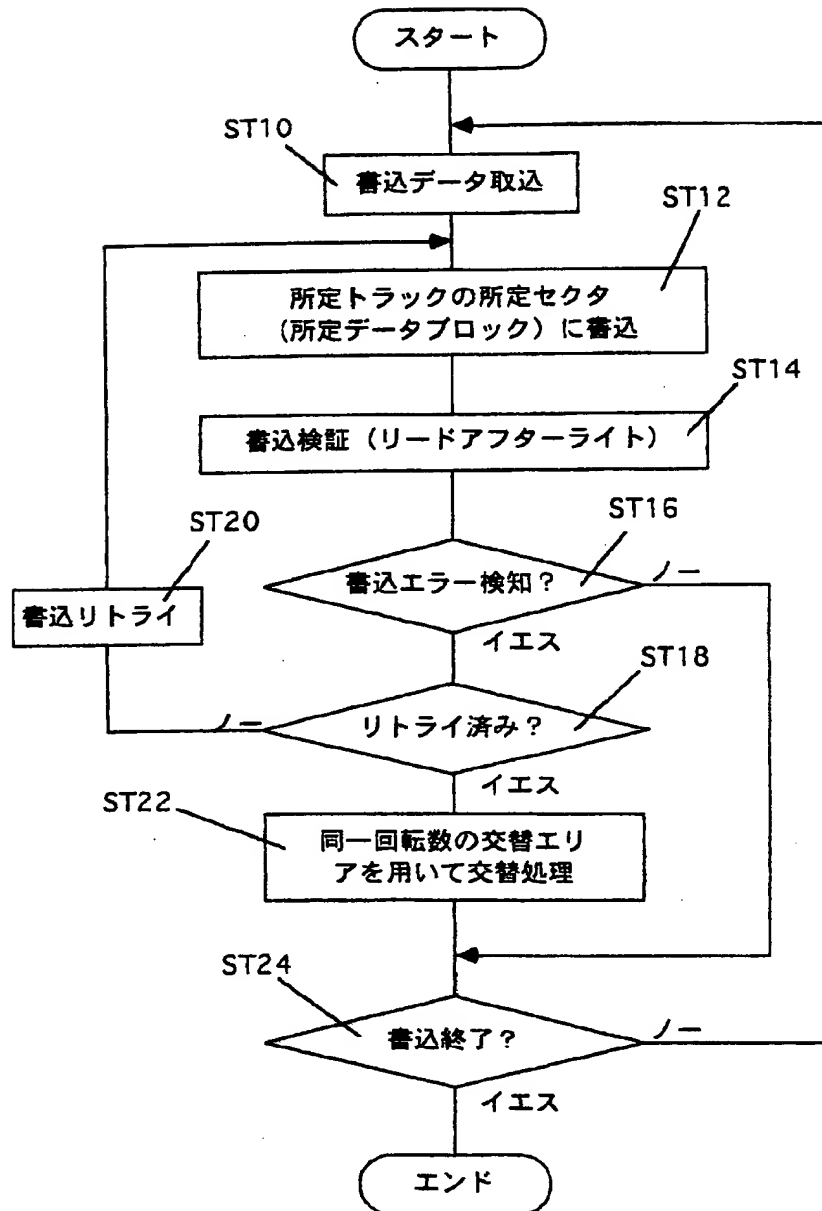 スタート
ST10
書込データ取込
ST12
所定トラックの所定セクタ
(所定データブロック)に書込
ST14
書込検証(リードアフターライト)
ST16
書込エラー検知?
ノー
イエス
ST20
書込リトライ
ST18
リトライ済み?
ノー
イエス
ST22
同一回転数の交替エリ
アを用いて交替処理
ST24
書込終了?
ノー
イエス
エンド